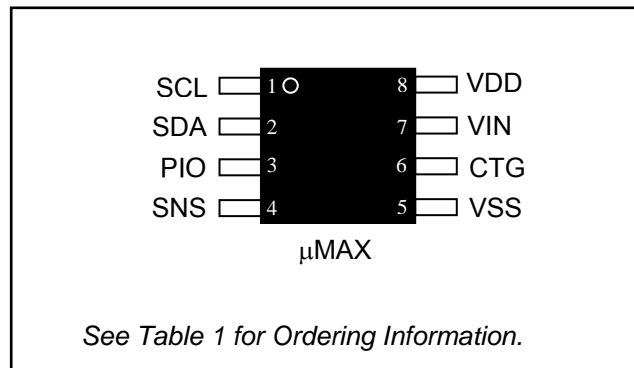 SCL 1 8 VDD
SDA 2 7 VIN
PIO 3 6 CTG
SNS 4 5 VSS
µMAX
See Table 1 for Ordering Information.